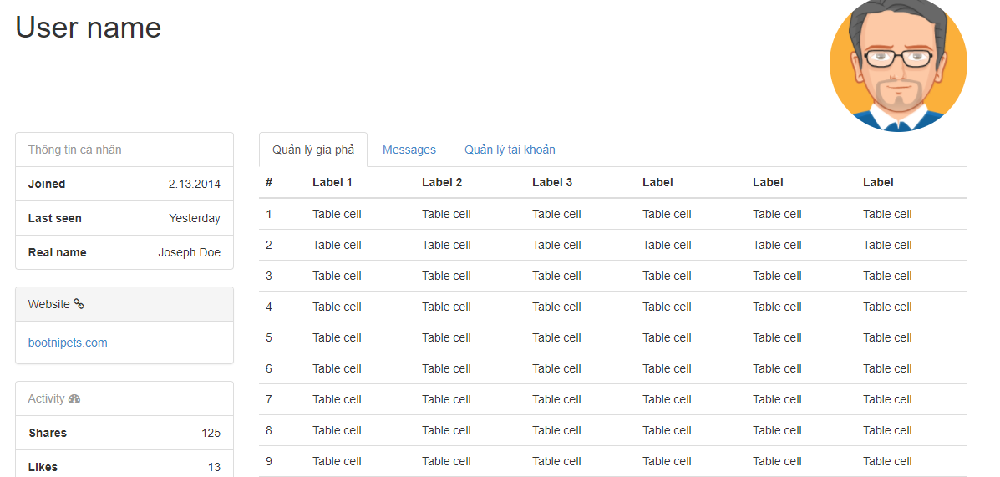 User name
Thông tin cá nhân
Joined 2.13.2014
Last seen Yesterday
Real name Joseph Doe
Website
bootnipets.com
Activity
Shares 125
Likes 13
Quản lý gia phả Messages Quản lý tài khoản
# Label 1 Label 2 Label 3 Label Label Label
1 Table cell Table cell Table cell Table cell Table cell Table cell
2 Table cell Table cell Table cell Table cell Table cell Table cell
3 Table cell Table cell Table cell Table cell Table cell Table cell
4 Table cell Table cell Table cell Table cell Table cell Table cell
5 Table cell Table cell Table cell Table cell Table cell Table cell
6 Table cell Table cell Table cell Table cell Table cell Table cell
7 Table cell Table cell Table cell Table cell Table cell Table cell
8 Table cell Table cell Table cell Table cell Table cell Table cell
9 Table cell Table cell Table cell Table cell Table cell Table cell